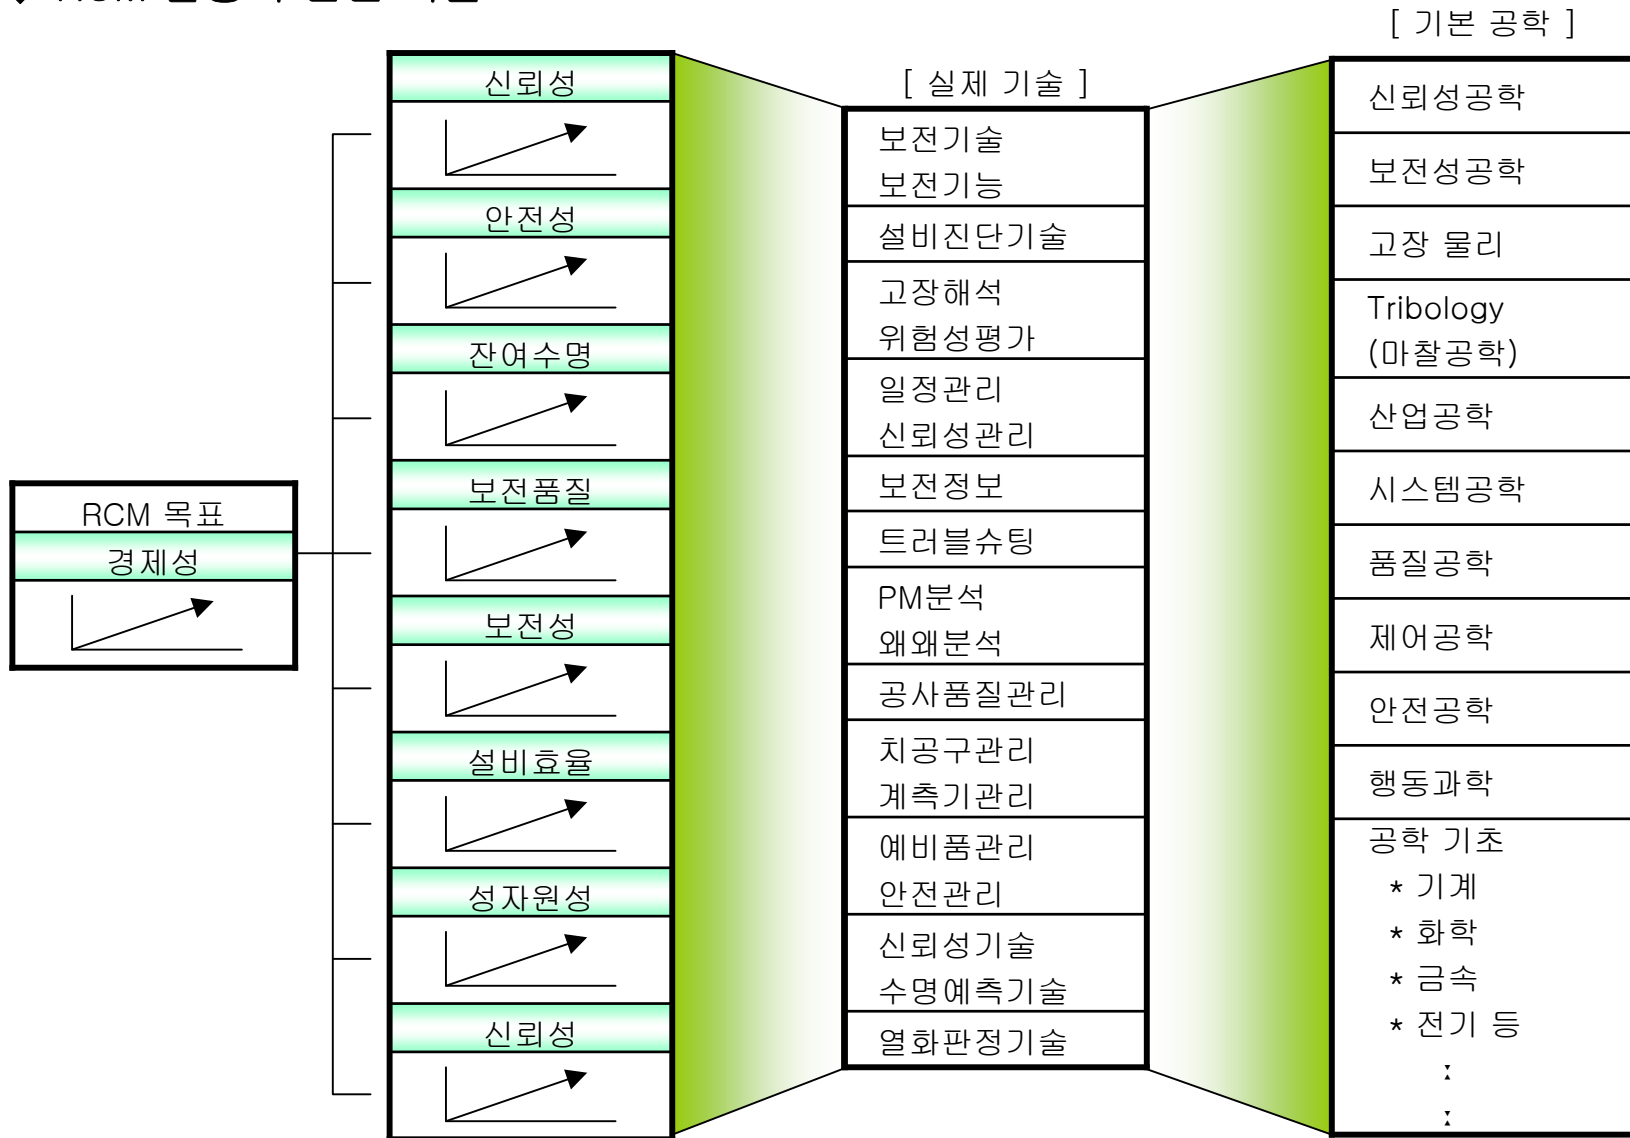 [ 기본 공학 ]
[ 실제 기술 ]
RCM 목표
경제성
신뢰성
안전성
잔여수명
보전품질
보전성
설비효율
성자원성
신뢰성
보전기술
보전기능
설비진단기술
고장해석
위험성평가
일정관리
신뢰성관리
보전정보
트러블슈팅
PM분석
왜왜분석
공사품질관리
치공구관리
계측기관리
예비품관리
안전관리
신뢰성기술
수명예측기술
열화판정기술
신뢰성공학
보전성공학
고장 물리
Tribology
(마찰공학)
산업공학
시스템공학
품질공학
제어공학
안전공학
행동과학
공학 기초
* 기계
* 화학
* 금속
* 전기 등
:
: